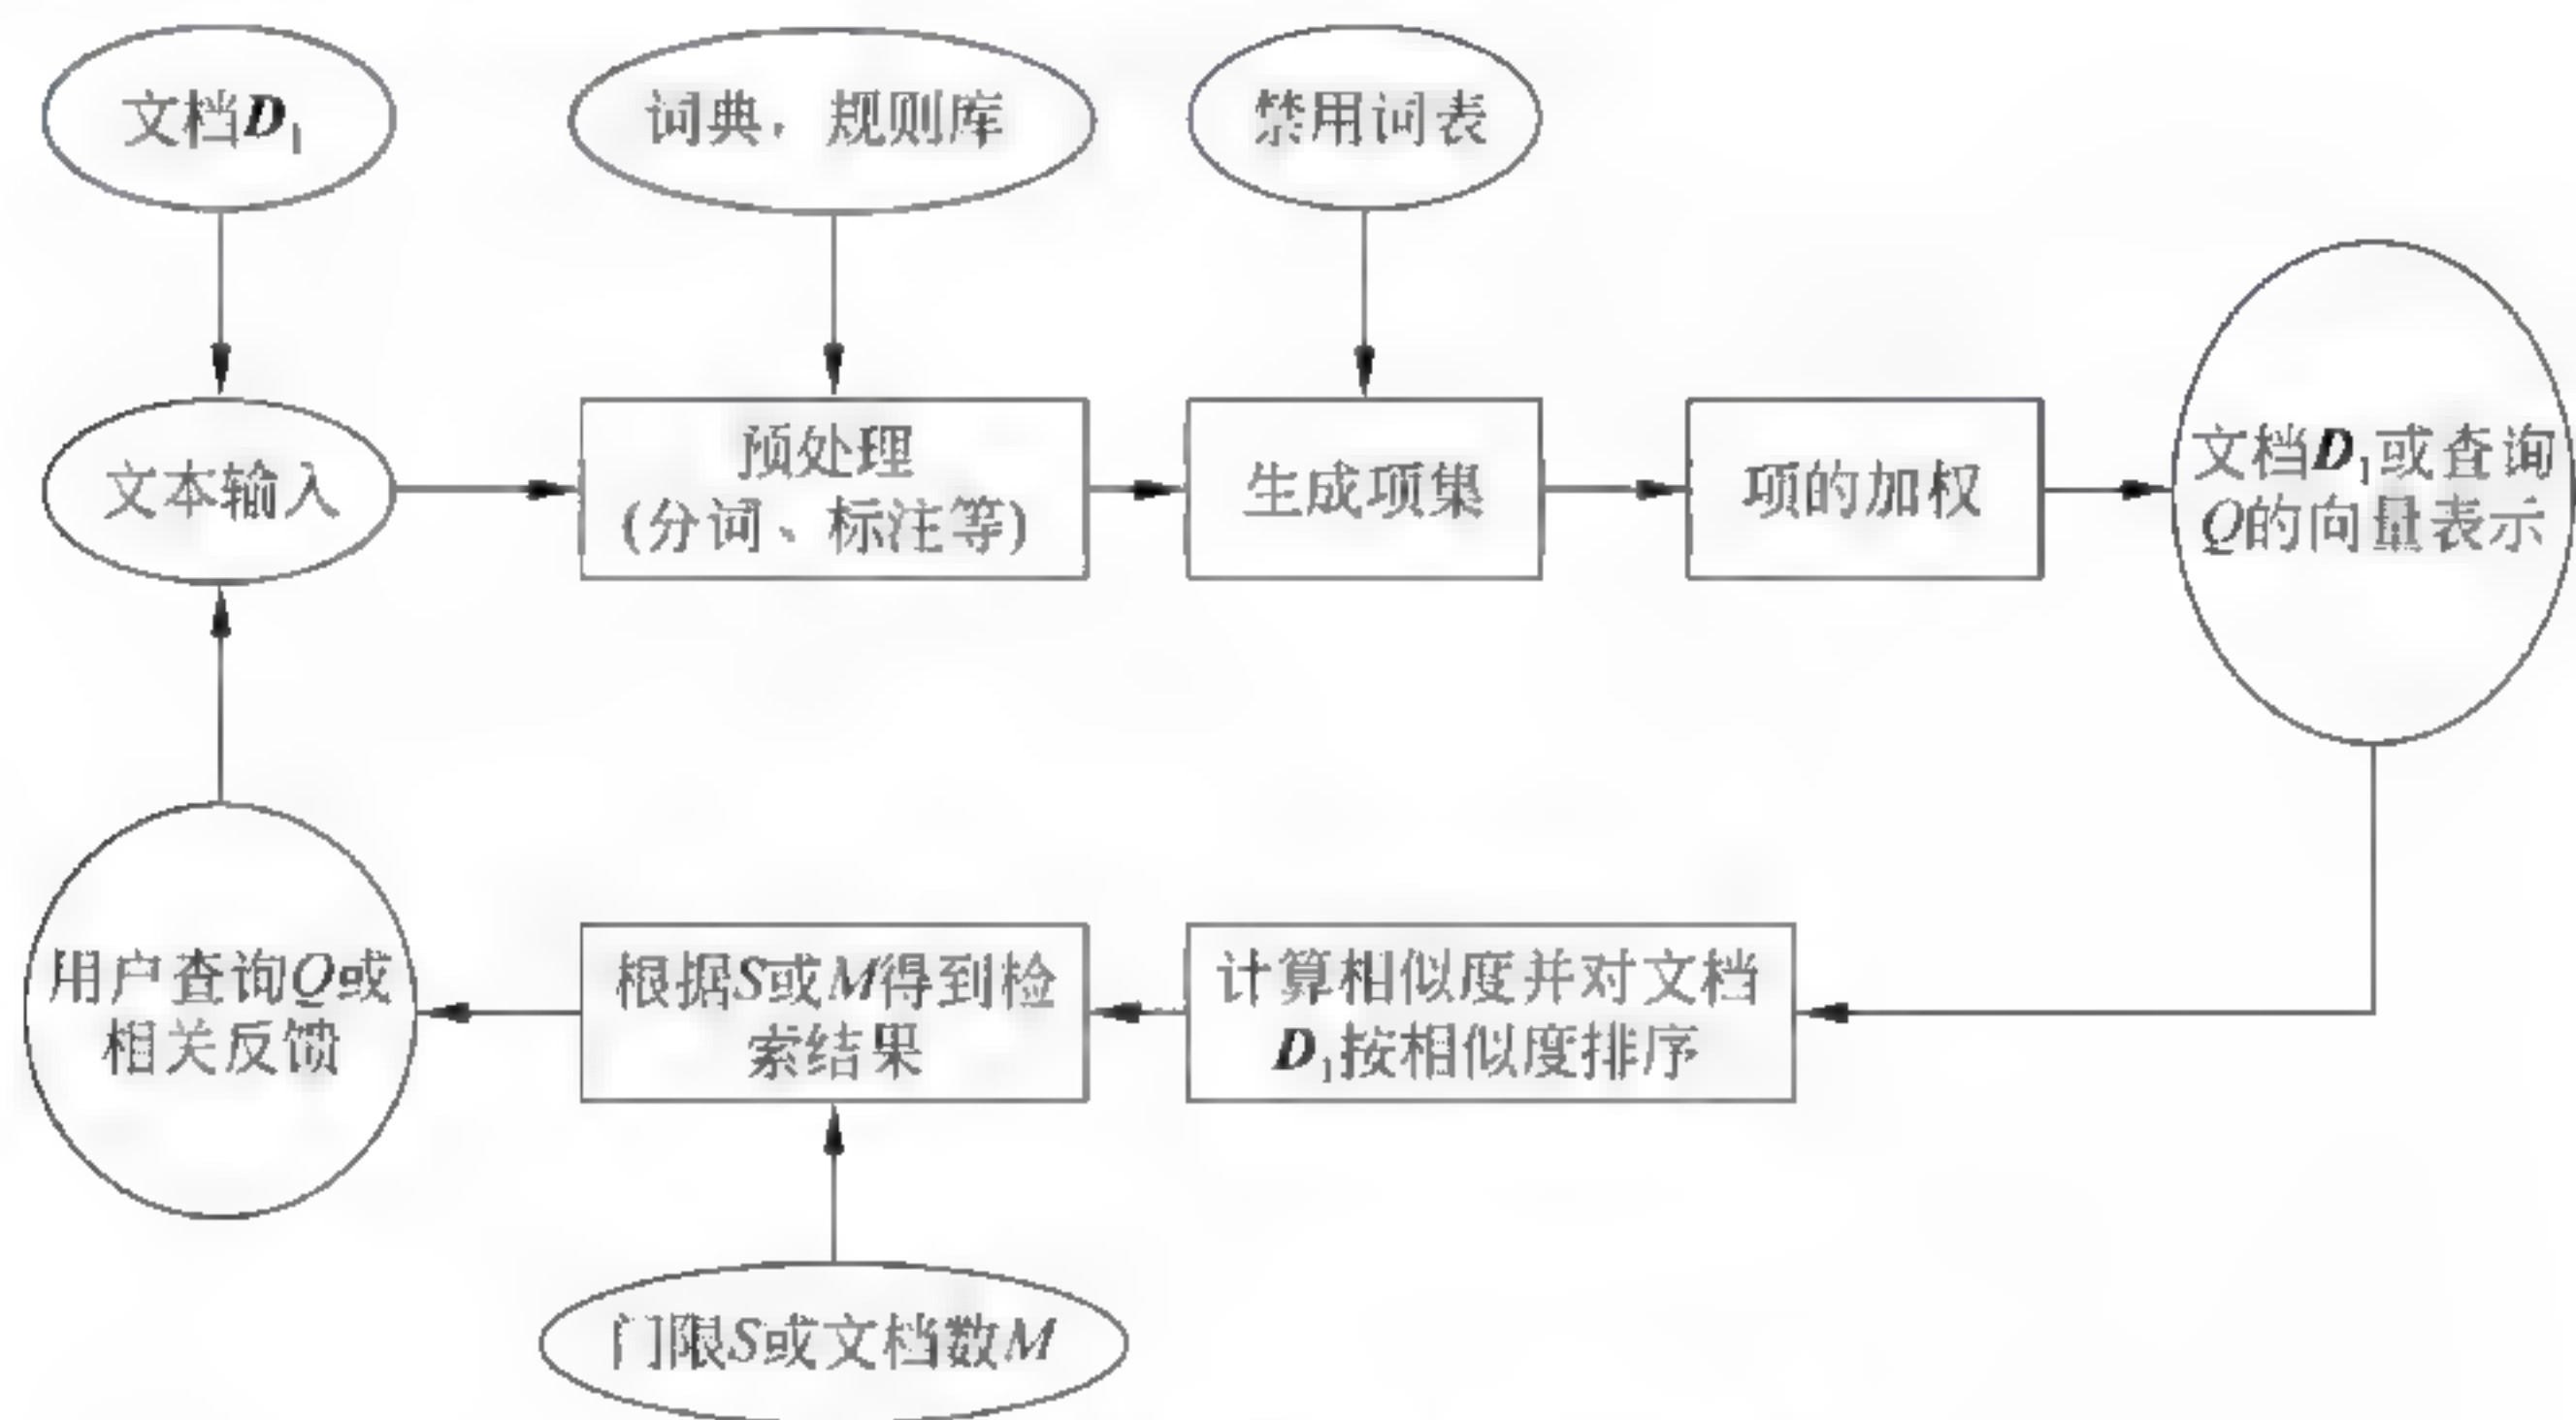 文档D₁
词典，规则库
禁用词表
文本输入
预处理
(分词、标注等)
生成项集
项的加权
文档D₁或查询
Q的向量表示
用户查询Q或
相关反馈
根据S或M得到检
索结果
计算相似度并对文档
D₁按相似度排序
门限S或文档数M